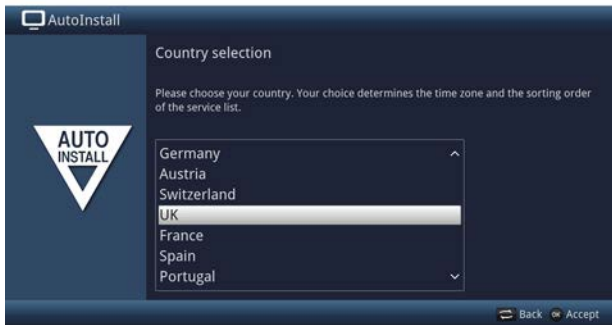 AutoInstall
Country selection
Please choose your country. Your choice determines the time zone and the sorting order
of the service list.
AUTO
INSTALL
Germany
Austria
Switzerland
UK
France
Spain
Portugal
Back OK Accept